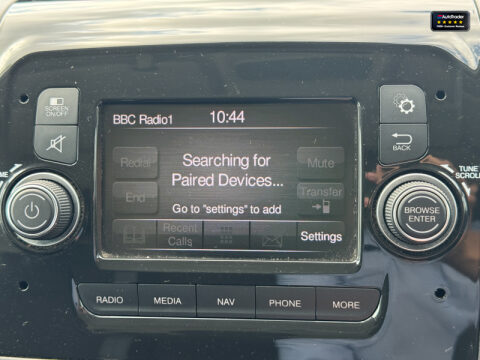 AutoTrader
SCREEN
ON/OFF
BBC Radio1
10:44
Redial
Searching for
Paired Devices...
Mute
BACK
End
Go to "settings" to add
Transfer
Recent
Calls
Settings
TUNE
SCROLL
BROWSE
ENTER
RADIO
MEDIA
NAV
PHONE
MORE